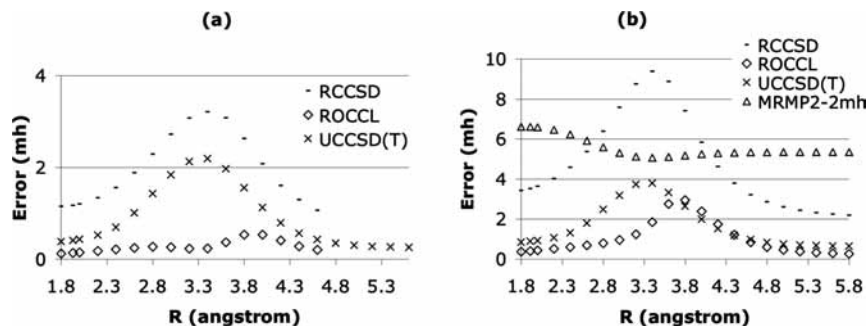 (a)
4
2
0
Error (mh)
RCCSD
ROCCL
UCCSD(T)
1.8 2.3 2.8 3.3 3.8 4.3 4.8 5.3
R (angstrom)
(b)
10
8
6
4
2
0
Error (mh)
RCCSD
ROCCL
UCCSD(T)
MRMP2-2mh
1.8 2.3 2.8 3.3 3.8 4.3 4.8 5.3 5.8
R (angstrom)